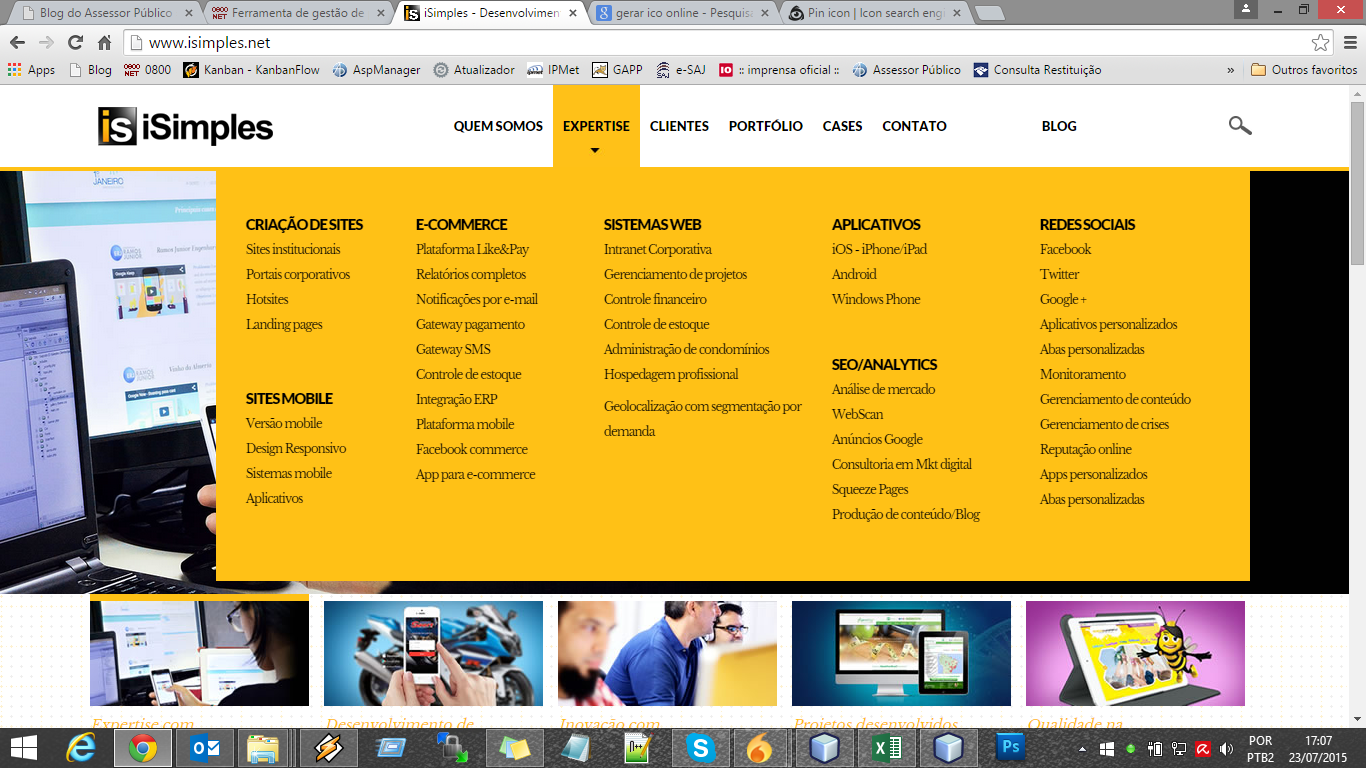 Blog do Assessor Público
Ferramenta de gestão de
iSimples - Desenvolvimen
gerar ico online - Pesquisa
Pin icon | Icon search eng
www.isimples.net
Apps
Blog
0800
Kanban - KanbanFlow
AspManager
Atualizador
IPMet
GAPP
e-SAJ
:: imprensa oficial ::
Assessor Público
Consulta Restituição
»
Outros favoritos
is iSimples
QUEM SOMOS
EXPERTISE
CLIENTES
PORTFÓLIO
CASES
CONTATO
BLOG
CRIAÇÃO DE SITES
Sites institucionais
Portais corporativos
Hotsites
Landing pages
SITES MOBILE
Versão mobile
Design Responsivo
Sistemas mobile
Aplicativos
E-COMMERCE
Plataforma Like&Pay
Relatórios completos
Notificações por e-mail
Gateway pagamento
Gateway SMS
Controle de estoque
Integração ERP
Plataforma mobile
Facebook commerce
App para e-commerce
SISTEMAS WEB
Intranet Corporativa
Gerenciamento de projetos
Controle financeiro
Controle de estoque
Administração de condomínios
Hospedagem profissional
Geolocalização com segmentação por
demanda
APLICATIVOS
iOS - iPhone/iPad
Android
Windows Phone
SEO/ANALYTICS
Análise de mercado
WebScan
Anúncios Google
Consultoria em Mkt digital
Squeeze Pages
Produção de conteúdo/Blog
REDES SOCIAIS
Facebook
Twitter
Google +
Aplicativos personalizados
Abas personalizadas
Monitoramento
Gerenciamento de conteúdo
Gerenciamento de crises
Reputação online
Apps personalizados
Abas personalizadas
JANEIRO
Expertise com
Desenvolvimento de
Inovação com
Projetos desenvolvidos
Qualidade na
POR
PTB2
17:07
23/07/2015